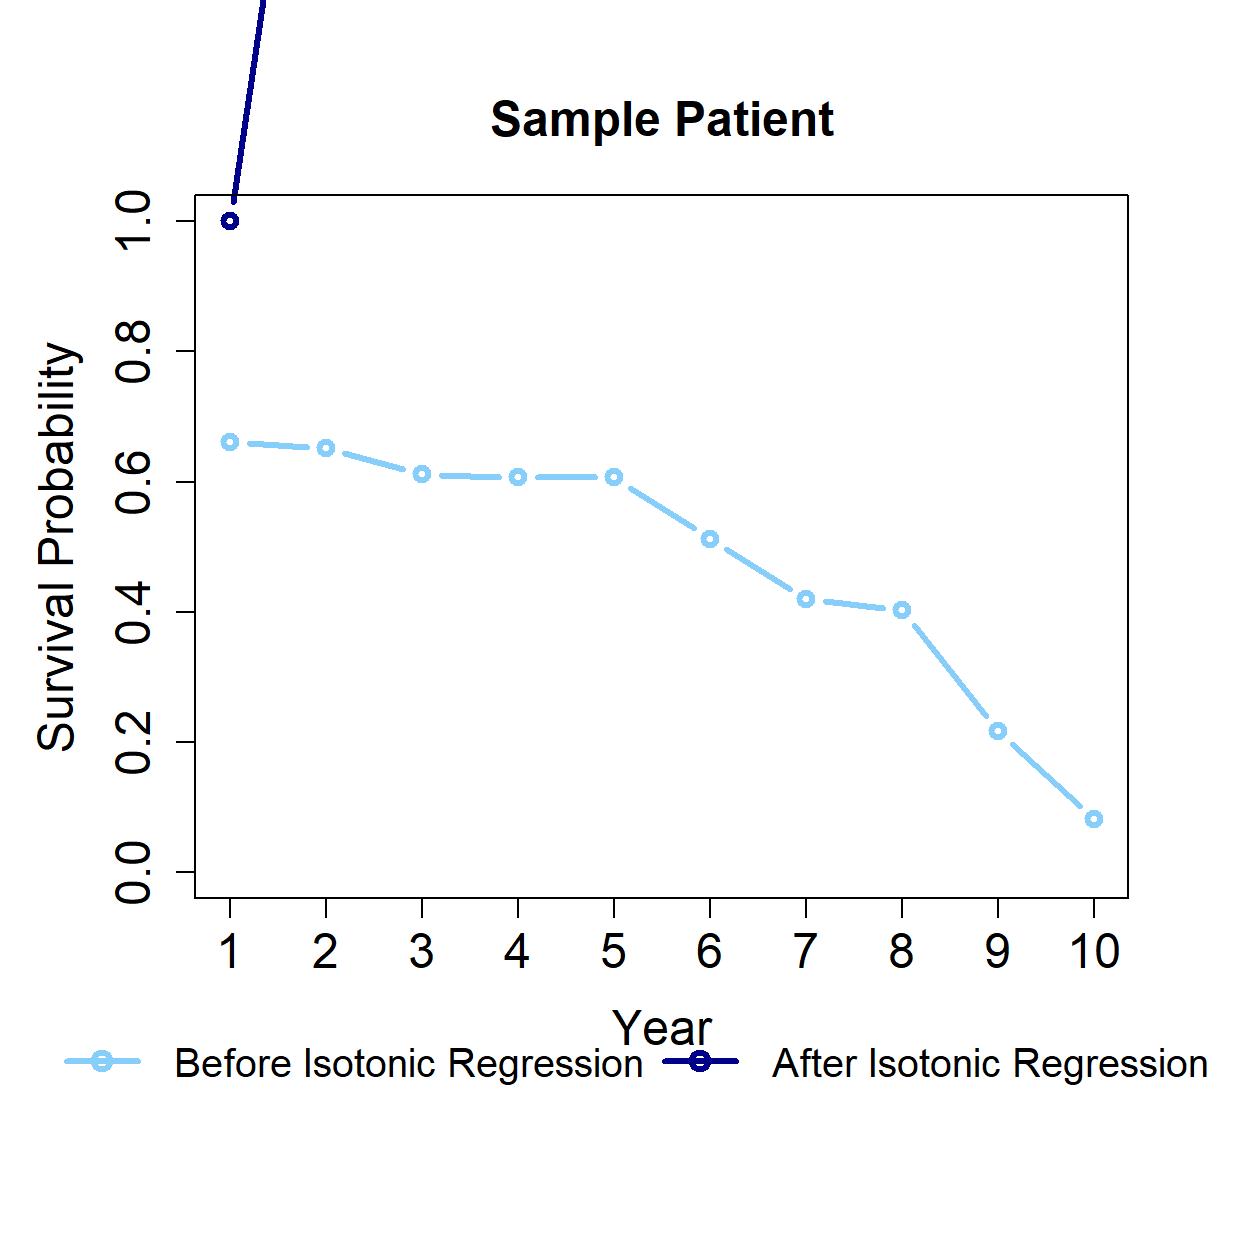 Sample Patient
Survival Probability
1.0
0.8
0.6
0.4
0.2
0.0
1 2 3 4 5 6 7 8 9 10
Year
Before Isotonic Regression After Isotonic Regression